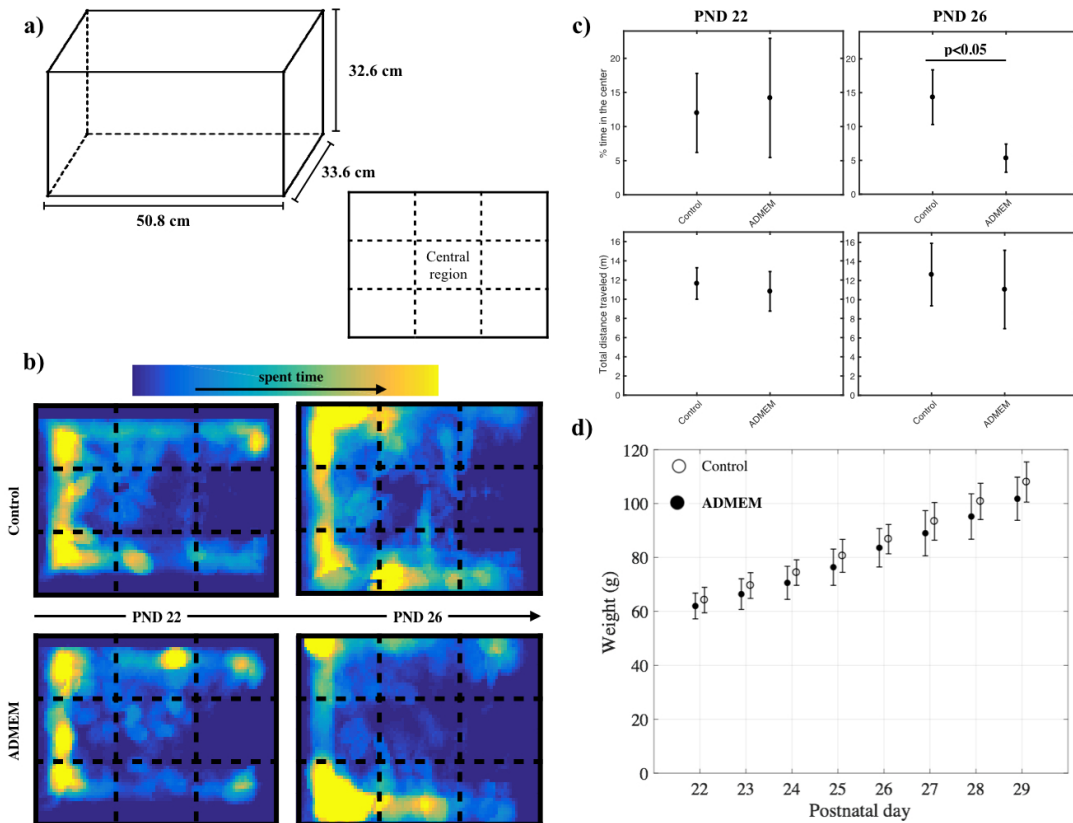 a)
32.6 cm
33.6 cm
50.8 cm
Central
region
b)
spent time
Control
PND 22
PND 26
ADMEM
c)
PND 22
PND 26
% time in the center
20
15
10
5
0
Control
ADMEM
p<0.05
20
15
10
5
0
Control
ADMEM
Total distance traveled (m)
16
14
12
10
8
6
4
2
0
Control
ADMEM
16
14
12
10
8
6
4
2
0
Control
ADMEM
d)
Weight (g)
120
100
80
60
40
20
0
Control
ADMEM
22 23 24 25 26 27 28 29
Postnatal day